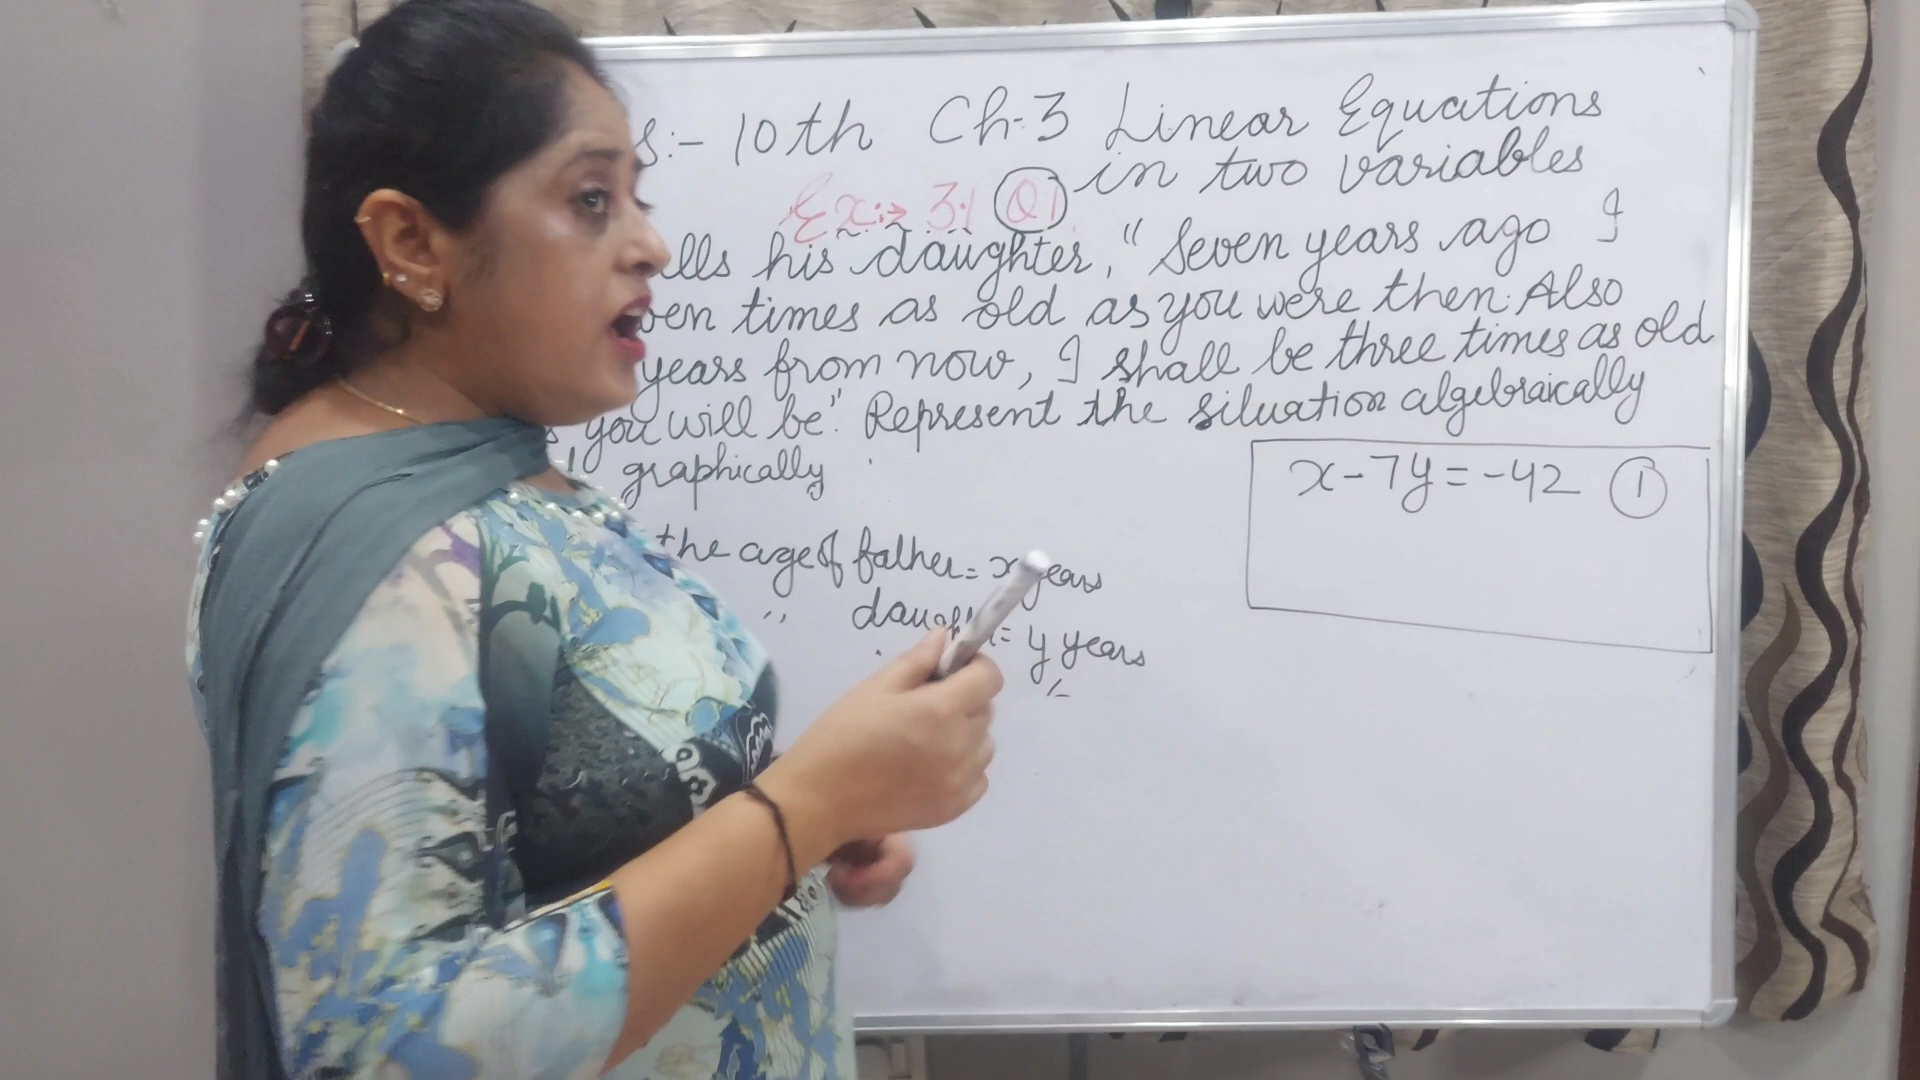 s:- 10th Ch-3 Linear Equations
in two variables
Ex:→ 3.1 Q1
his daughter, "Seven years ago I
times as old as you were then. Also
years from now, I shall be three times as old
you will be". Represent the situation algebraically
graphically
x - 7y = -42 1
the age of father = x years
,, daughter = y years